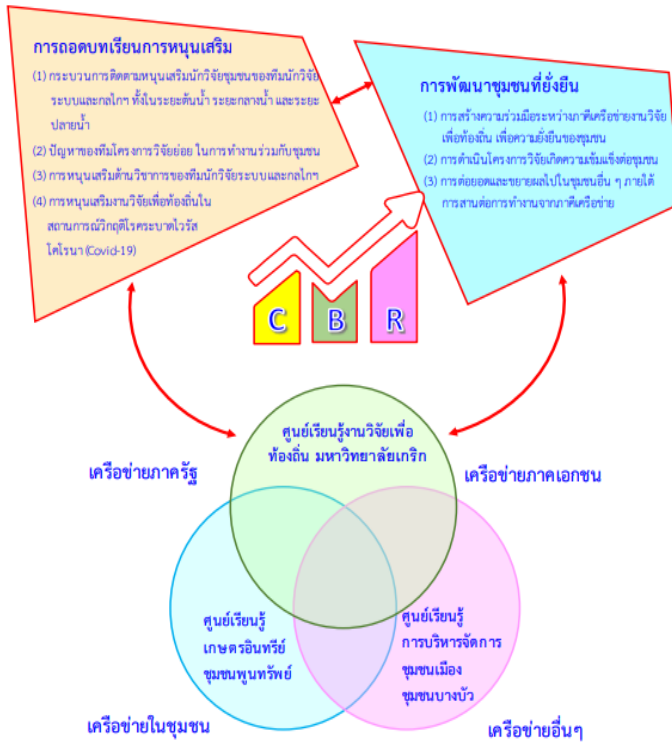 การถอดบทเรียนการหนุนเสริม
(1) กระบวนการติดตามหนุนเสริมนักวิจัยชุมชนของทีมนักวิจัย
ระบบและกลไกฯ ทั้งในระยะต้นน้ำ ระยะกลางน้ำ และระยะ
ปลายน้ำ
(2) ปัญหาของทีมโครงการวิจัยย่อย ในการทำงานร่วมกับชุมชน
(3) การหนุนเสริมด้านวิชาการของทีมนักวิจัยระบบและกลไกฯ
(4) การหนุนเสริมงานวิจัยเพื่อท้องถิ่นใน
สถานการณ์วิกฤติโรคระบาดไวรัส
โคโรนา (Covid-19)
การพัฒนาชุมชนที่ยั่งยืน
(1) การสร้างความร่วมมือระหว่างภาคีเครือข่ายงานวิจัย
เพื่อท้องถิ่น เพื่อความยั่งยืนของชุมชน
(2) การดำเนินโครงการวิจัยเกิดความเข้มแข็งต่อชุมชน
(3) การต่อยอดและขยายผลไปในชุมชนอื่น ๆ ภายใต้
การสานต่อการทำงานจากภาคีเครือข่าย
C B R
ศูนย์เรียนรู้งานวิจัยเพื่อ
ท้องถิ่น มหาวิทยาลัยเกริก
เครือข่ายภาครัฐ
เครือข่ายภาคเอกชน
ศูนย์เรียนรู้
เกษตรอินทรีย์
ชุมชนพูนทรัพย์
ศูนย์เรียนรู้
การบริหารจัดการ
ชุมชนเมือง
ชุมชนบางบัว
เครือข่ายในชุมชน
เครือข่ายอื่นๆ